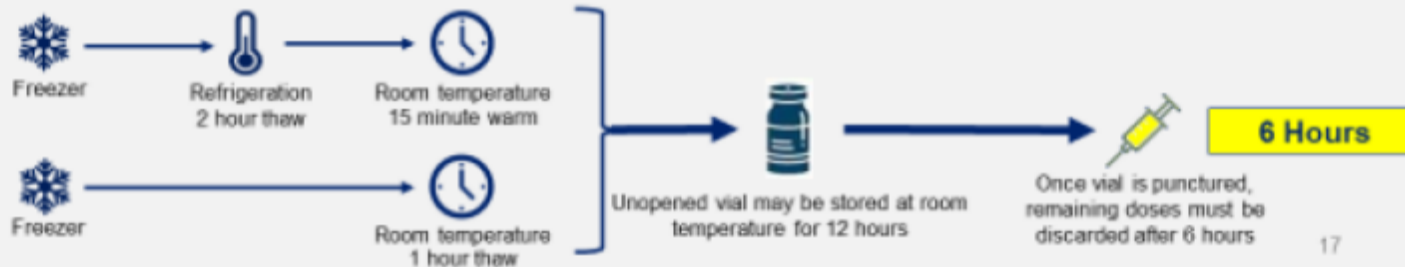 Freezer
Refrigeration
2 hour thaw
Room temperature
15 minute warm
Freezer
Room temperature
1 hour thaw
Unopened vial may be stored at room
temperature for 12 hours
Once vial is punctured,
remaining doses must be
discarded after 6 hours
6 Hours
17